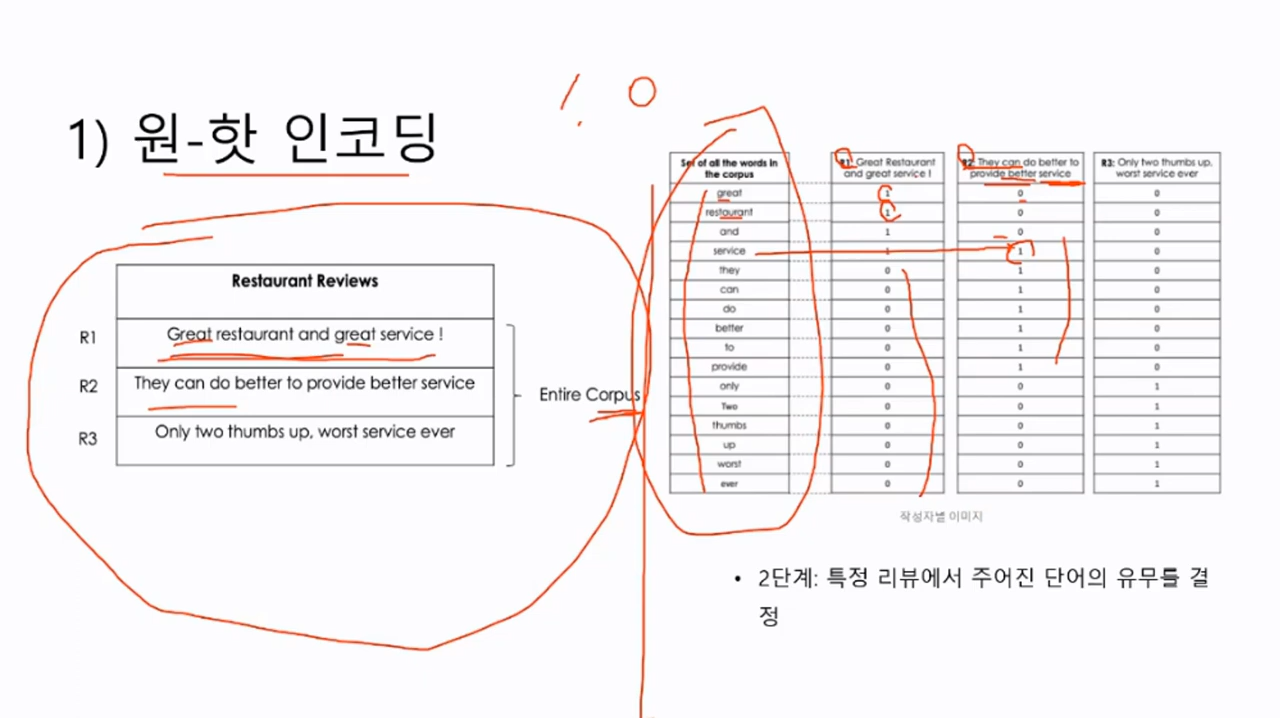 1) 원-핫 인코딩
/. 0
Restaurant Reviews
R1 Great restaurant and great service !
R2 They can do better to provide better service
R3 Only two thumbs up, worst service ever
Entire Corpus
Set of all the words in the corpus | R1: Great Restaurant and great service ! | R2: They can do better to provide better service | R3: Only two thumbs up, worst service ever
great 1 0 0
restaurant 1 0 0
and 1 0 0
service 1 1 0
they 0 1 0
can 0 1 0
do 0 1 0
better 0 1 0
to 0 1 0
provide 0 1 0
only 0 0 1
Two 0 0 1
thumbs 0 0 1
up 0 0 1
worst 0 0 1
ever 0 0 1
작성자별 이미지
• 2단계: 특정 리뷰에서 주어진 단어의 유무를 결
정